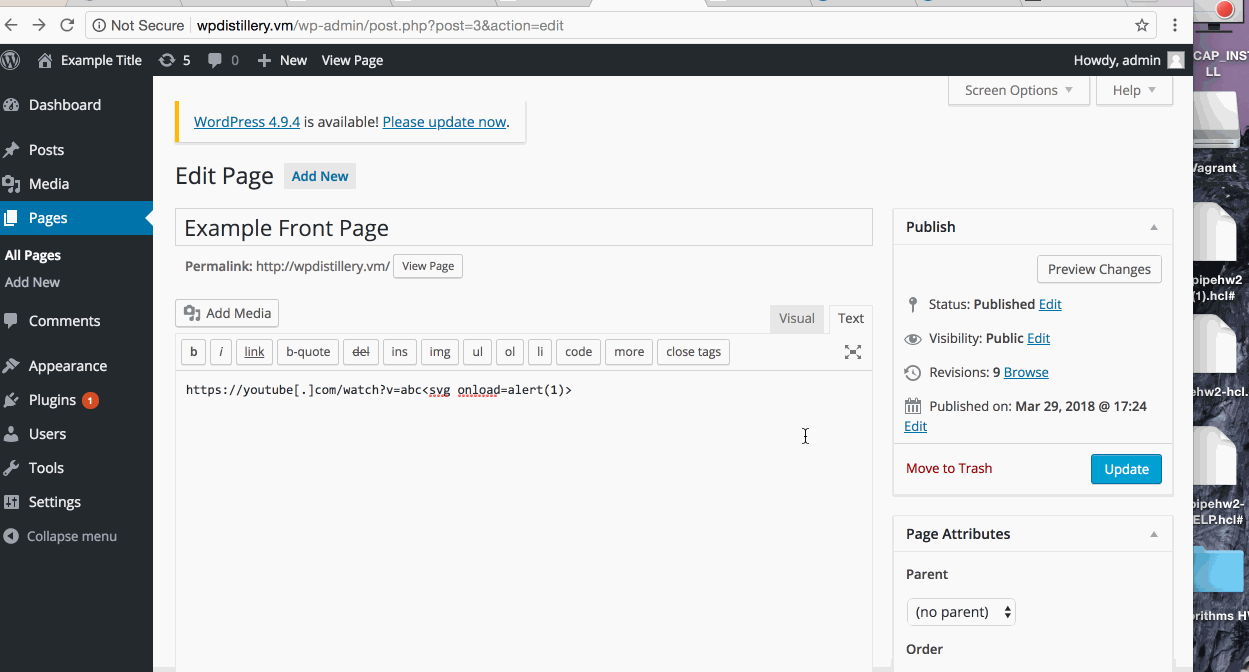 Not Secure wpdistillery.vm/wp-admin/post.php?post=3&action=edit
Example Title 5 0 New View Page Howdy, admin
Screen Options Help
WordPress 4.9.4 is available! Please update now.
Edit Page Add New
Dashboard
Posts
Media
Pages
All Pages
Add New
Comments
Appearance
Plugins 1
Users
Tools
Settings
Collapse menu
Example Front Page
Permalink: http://wpdistillery.vm/ View Page
Add Media
Visual Text
b i link b-quote del ins img ul ol li code more close tags
https://youtube[.]com/watch?v=abc<svg onload=alert(1)>
Publish
Preview Changes
Status: Published Edit
Visibility: Public Edit
Revisions: 9 Browse
Published on: Mar 29, 2018 @ 17:24
Edit
Move to Trash Update
Page Attributes
Parent
(no parent)
Order
CAP_INST
LL
Vagrant
pipehw2
(1).hcl#
ehw2-hcl.
pipehw2-
ELP.hcl#
orithms HV